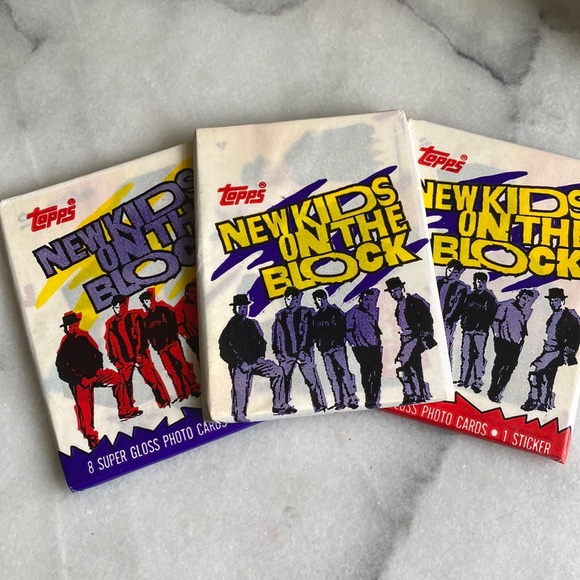 topps®
NEW KIDS
ON THE
BLOCK
8 SUPER GLOSS PHOTO CARDS
topps®
NEW KIDS
ON THE
BLOCK
topps®
NEW KIDS
ON THE
BLOCK
GLOSS PHOTO CARDS • 1 STICKER